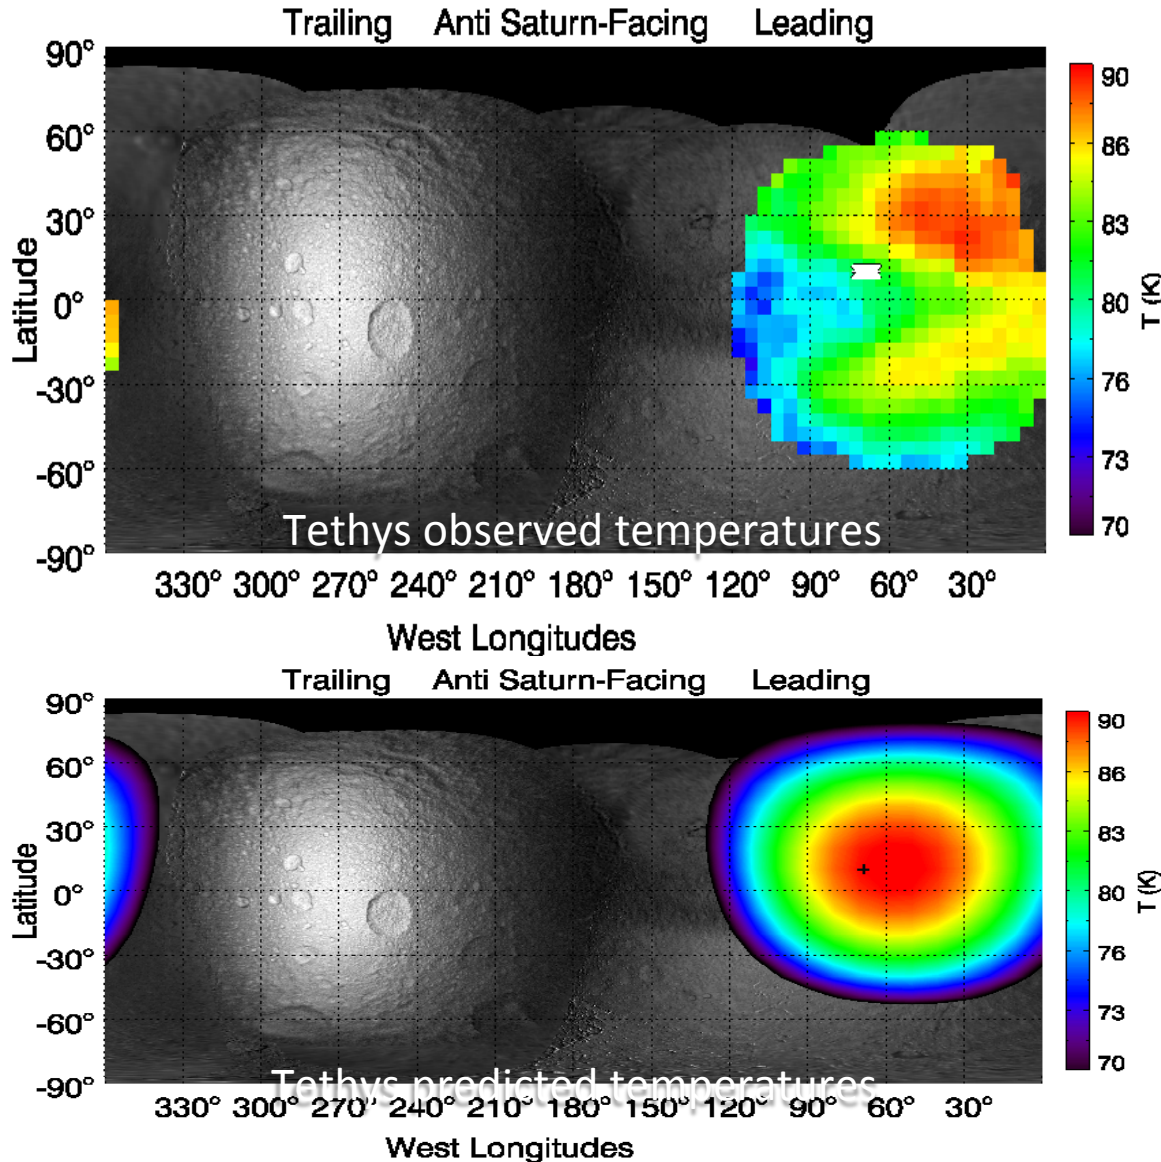 Trailing Anti Saturn-Facing Leading
90°
60°
30°
0°
-30°
-60°
-90°
Latitude
90
86
83
80
76
73
70
T (K)
Tethys observed temperatures
330° 300° 270° 240° 210° 180° 150° 120° 90° 60° 30°
West Longitudes
Trailing Anti Saturn-Facing Leading
90°
60°
30°
0°
-30°
-60°
-90°
Latitude
90
86
83
80
76
73
70
T (K)
Tethys predicted temperatures
330° 300° 270° 240° 210° 180° 150° 120° 90° 60° 30°
West Longitudes